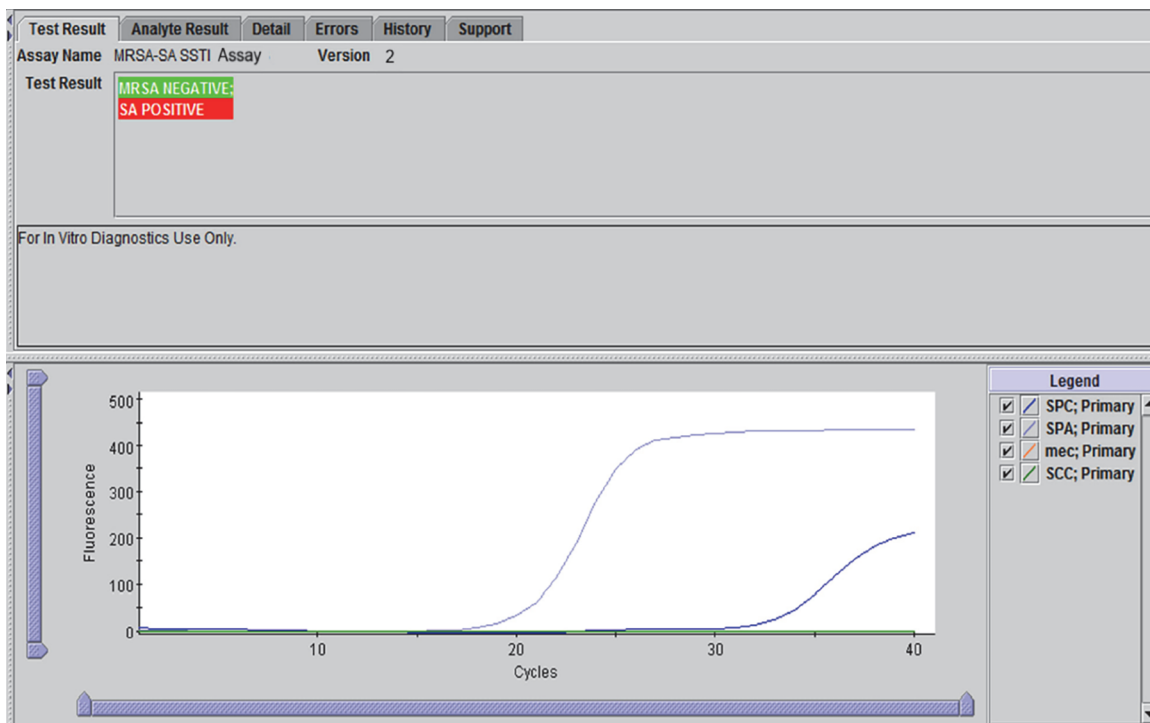 Test Result Analyte Result Detail Errors History Support
Assay Name MRSA-SA SSTI Assay Version 2
Test Result
MRSA NEGATIVE;
SA POSITIVE
For In Vitro Diagnostics Use Only.
500
400
300
200
100
0
Fluorescence
10 20 30 40
Cycles
Legend
SPC; Primary
SPA; Primary
mec; Primary
SCC; Primary